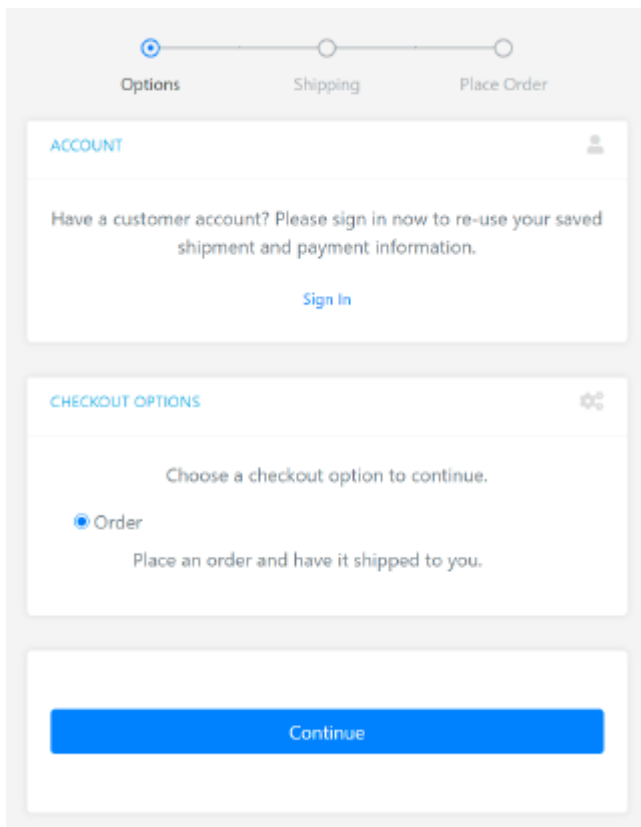 Options
Shipping
Place Order
ACCOUNT
Have a customer account? Please sign in now to re-use your saved
shipment and payment information.
Sign In
CHECKOUT OPTIONS
Choose a checkout option to continue.
Order
Place an order and have it shipped to you.
Continue